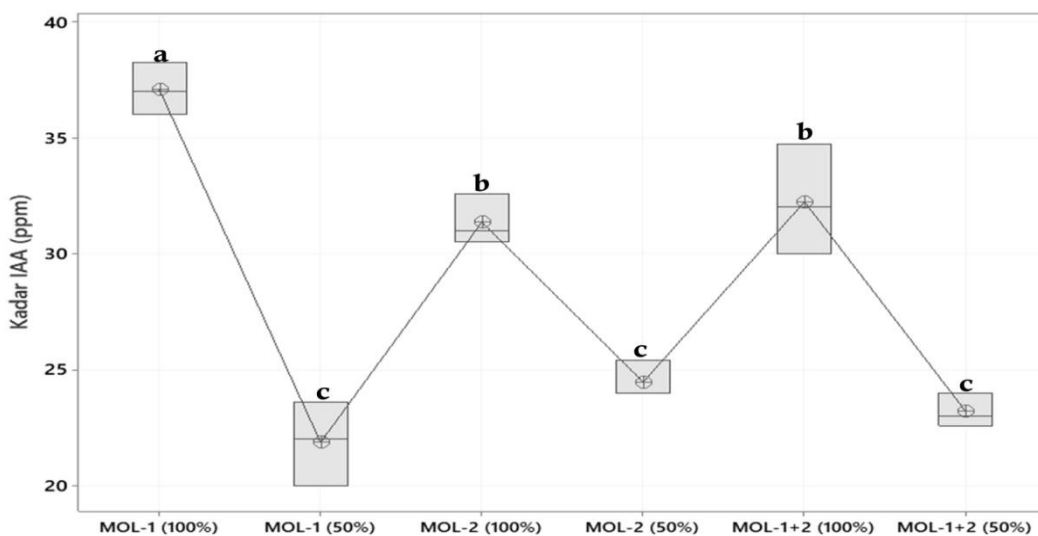 40
35
30
25
20
Kadar IAA (ppm)
a
c
b
c
b
c
MOL-1 (100%)
MOL-1 (50%)
MOL-2 (100%)
MOL-2 (50%)
MOL-1+2 (100%)
MOL-1+2 (50%)